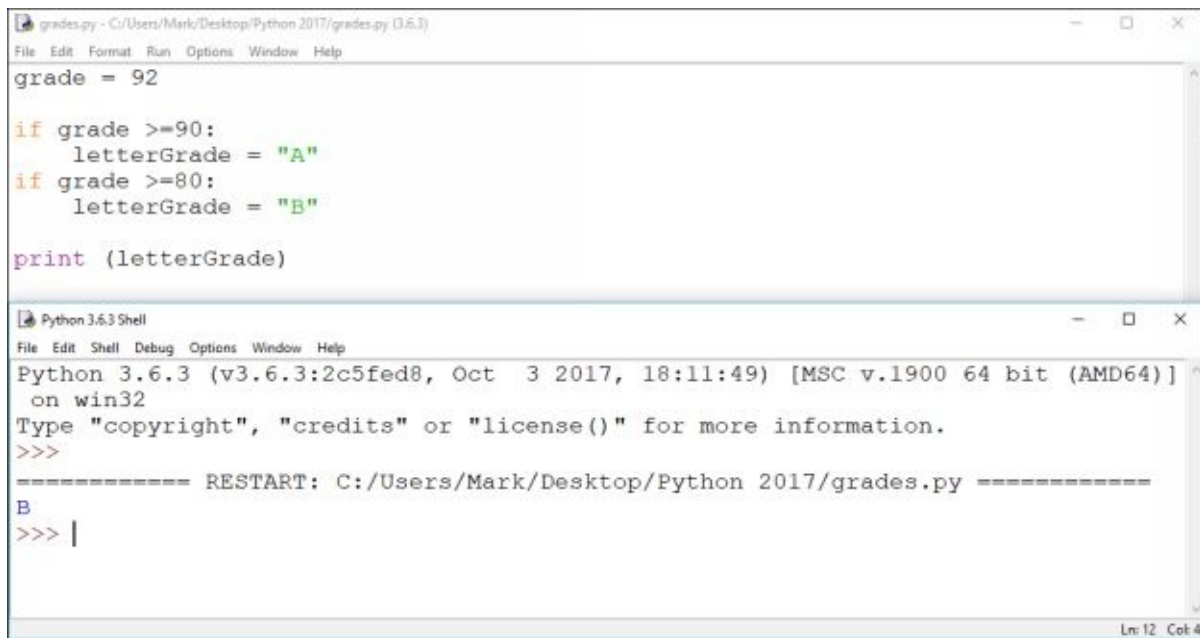 grades.py - C:/Users/Mark/Desktop/Python 2017/grades.py (3.6.3)
File Edit Format Run Options Window Help
grade = 92
if grade >=90:
    letterGrade = "A"
if grade >=80:
    letterGrade = "B"
print (letterGrade)
Python 3.6.3 Shell
File Edit Shell Debug Options Window Help
Python 3.6.3 (v3.6.3:2c5fed8, Oct  3 2017, 18:11:49) [MSC v.1900 64 bit (AMD64)]
 on win32
Type "copyright", "credits" or "license()" for more information.
>>>
============ RESTART: C:/Users/Mark/Desktop/Python 2017/grades.py ============
B
>>>
Ln: 12 Col: 4